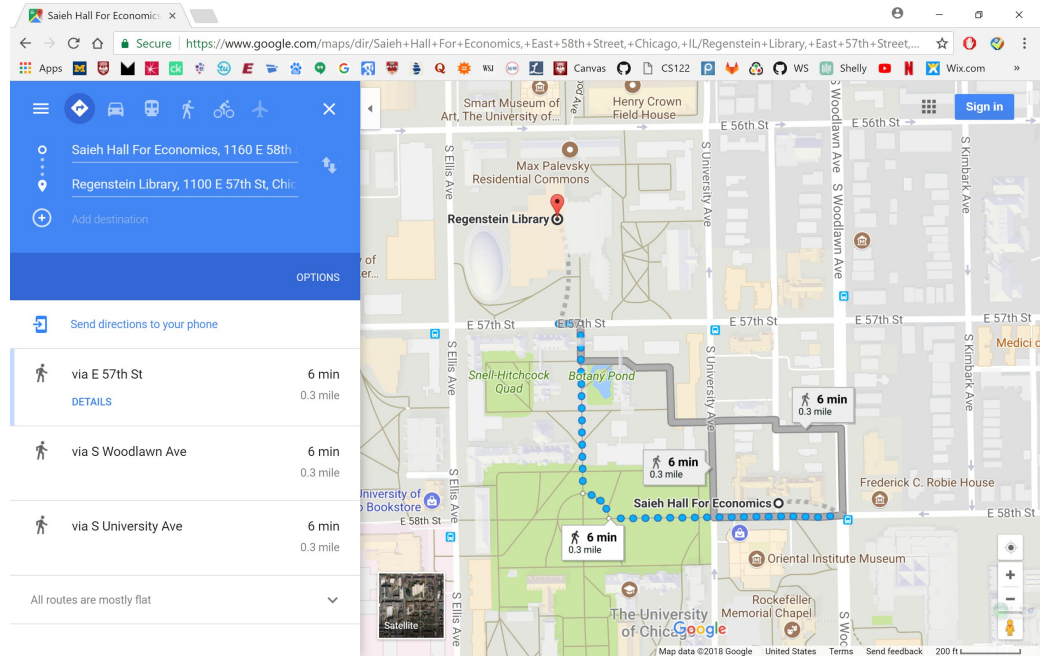 Saieh Hall For Economics
Secure
https://www.google.com/maps/dir/Saieh+Hall+For+Economics,+East+58th+Street,+Chicago,+IL/Regenstein+Library,+East+57th+Street,...
Apps
WSJ
Canvas
CS122
WS
Shelly
Wix.com
»
Saieh Hall For Economics, 1160 E 58th
Regenstein Library, 1100 E 57th St, Chic
Add destination
OPTIONS
Send directions to your phone
via E 57th St
6 min
DETAILS
0.3 mile
via S Woodlawn Ave
6 min
0.3 mile
via S University Ave
6 min
0.3 mile
All routes are mostly flat
Sign in
Smart Museum of
Art, The University of...
Henry Crown
Field House
E 56th St
E 56th St
S Woodlawn Ave
S Woodlawn Ave
S Ellis Ave
S University Ave
S Kimbark Ave
Max Palevsky
Residential Commons
Regenstein Library
E 57th St
E 57th St
E 57th St
E 57th St
E 57th St
Medici
S Ellis Ave
S University Ave
S Kimbark Ave
Snell-Hitchcock
Quad
Botany Pond
6 min
0.3 mile
6 min
0.3 mile
Saieh Hall For Economics
Frederick C. Robie House
S Ellis Ave
University of
Bookstore
E 58th St
E 58th St
6 min
0.3 mile
Oriental Institute Museum
Rockefeller
Memorial Chapel
The University
of Chicago
S Ellis Ave
S Woo
Satellite
Google
Map data ©2018 Google
United States
Terms
Send feedback
200 ft